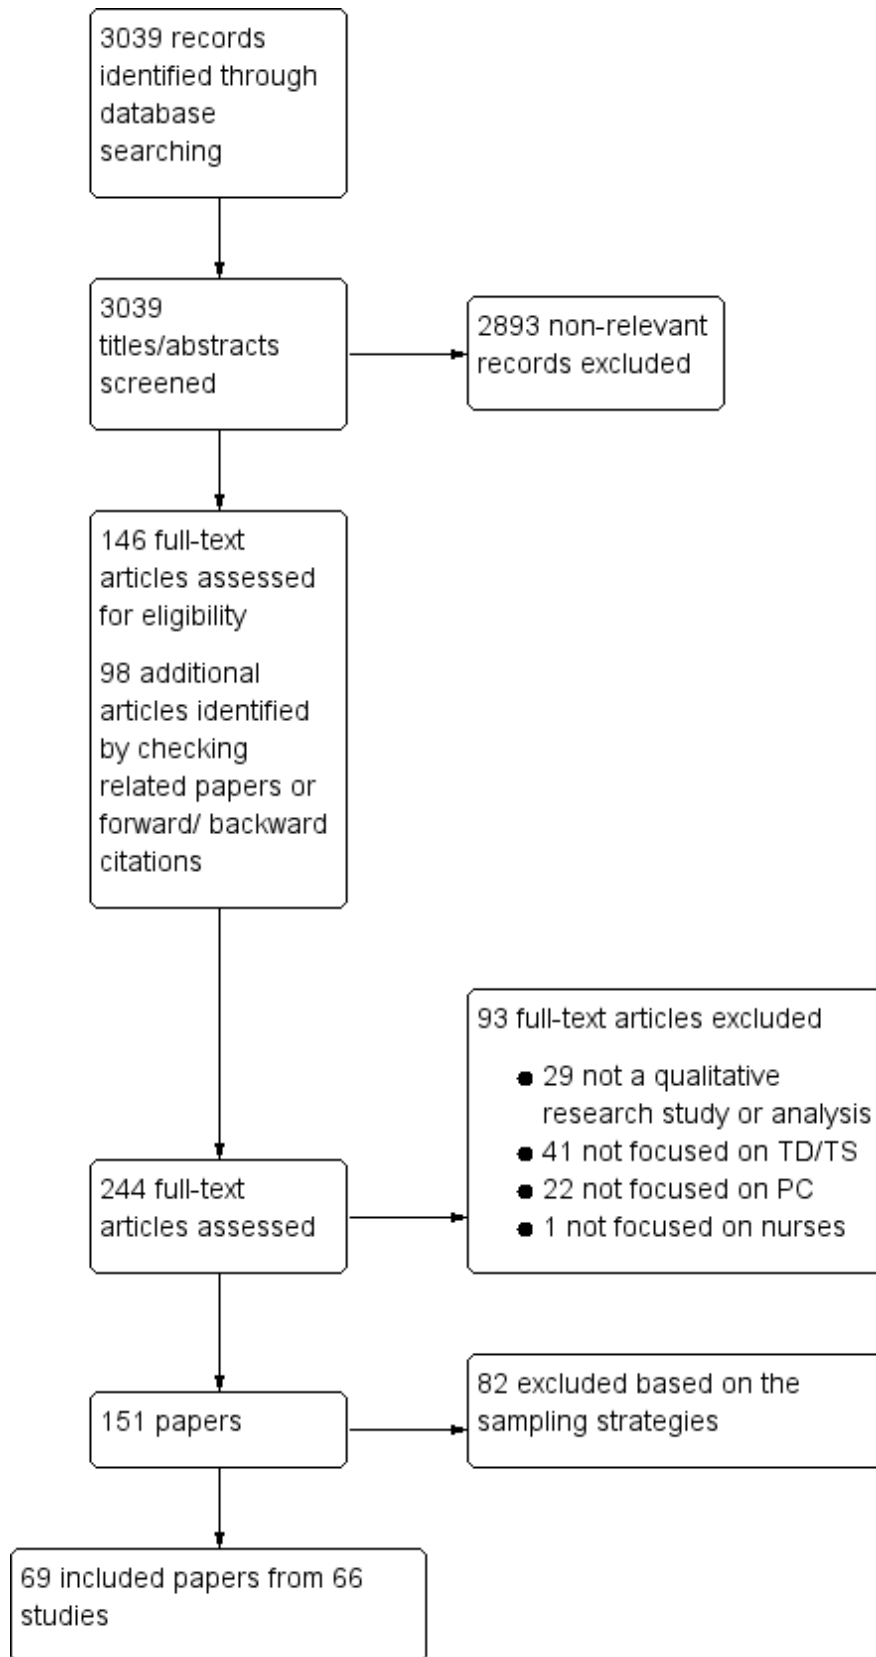 3039 records
identified through
database
searching
3039
titles/abstracts
screened
2893 non-relevant
records excluded
146 full-text
articles assessed
for eligibility
98 additional
articles identified
by checking
related papers or
forward/ backward
citations
244 full-text
articles assessed
93 full-text articles excluded
● 29 not a qualitative
research study or analysis
● 41 not focused on TD/TS
● 22 not focused on PC
● 1 not focused on nurses
151 papers
82 excluded based on the
sampling strategies
69 included papers from 66
studies